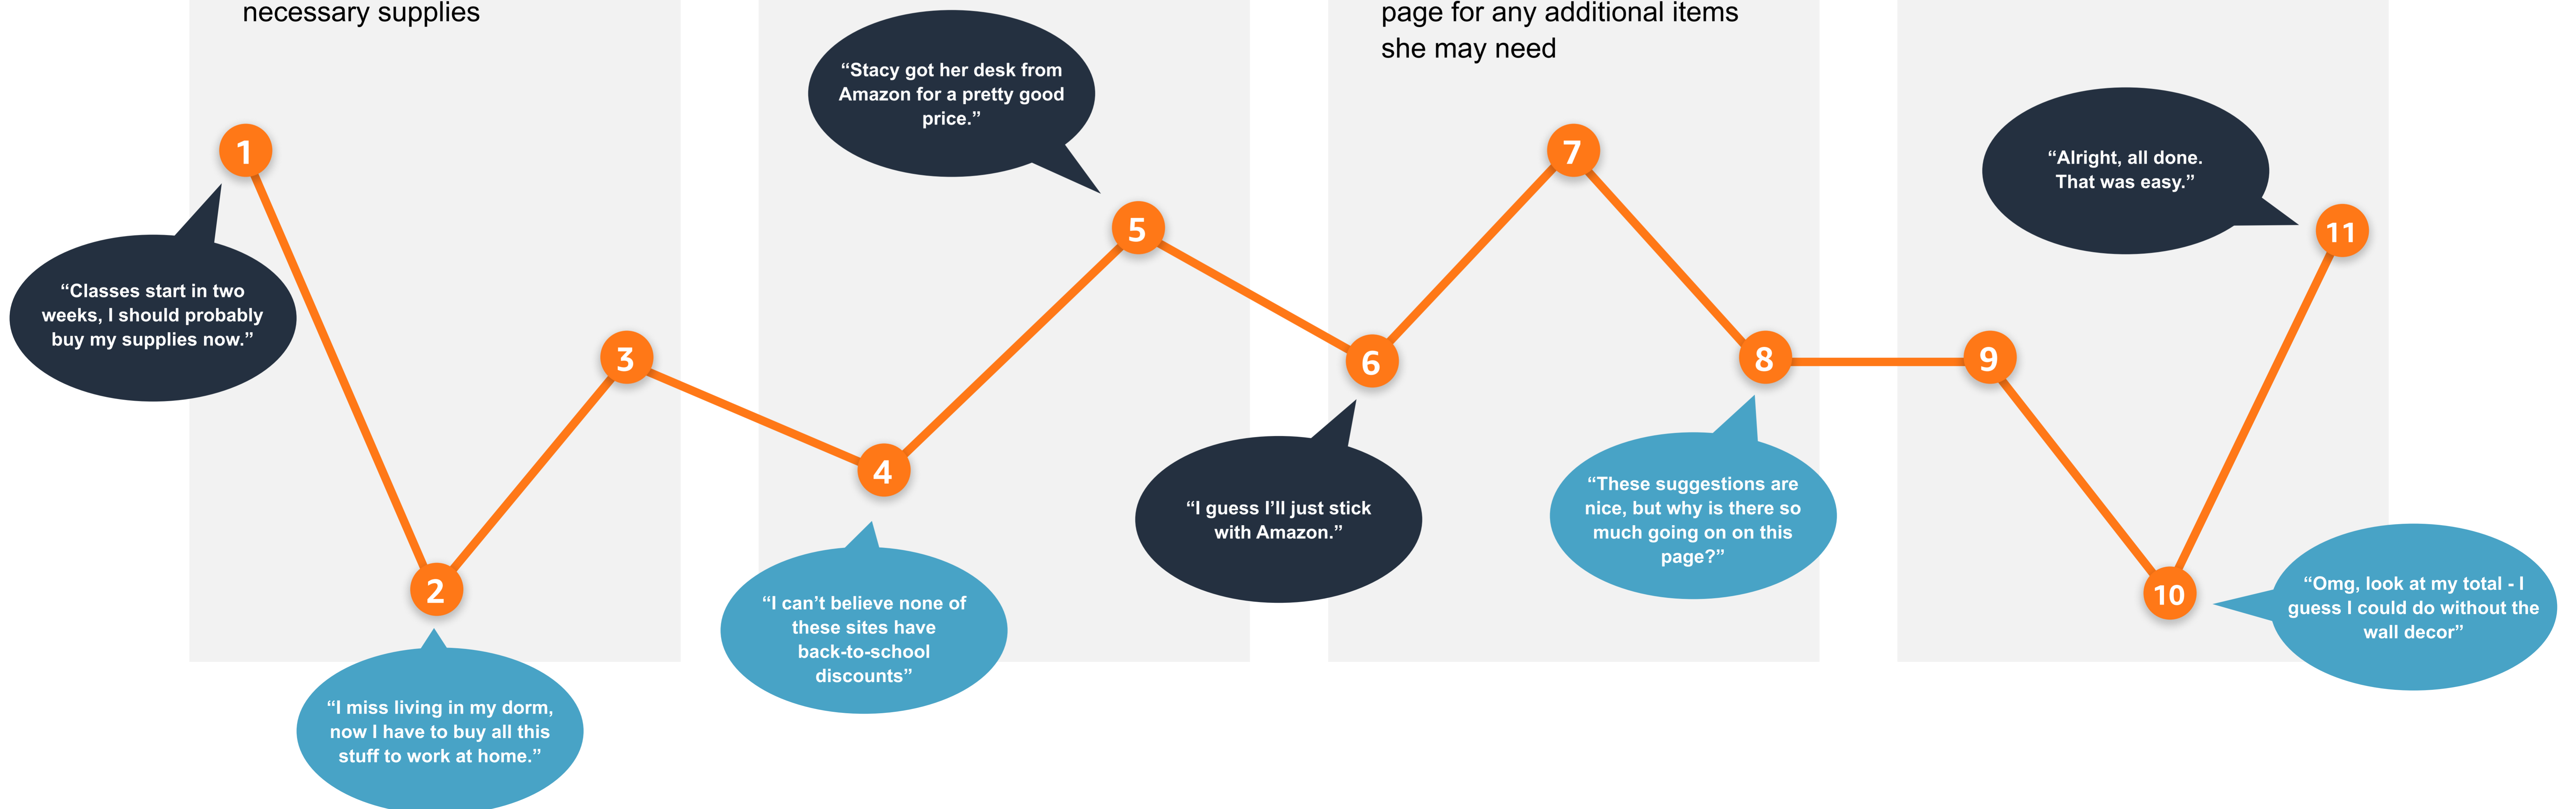 necessary supplies
page for any additional items
she may need
“Stacy got her desk from
Amazon for a pretty good
price.”
“Alright, all done.
That was easy.”
1
7
5
11
“Classes start in two
weeks, I should probably
buy my supplies now.”
3
6
8
9
4
“I guess I’ll just stick
with Amazon.”
“These suggestions are
nice, but why is there so
much going on on this
page?”
2
10
“Omg, look at my total - I
guess I could do without the
wall decor”
“I can’t believe none of
these sites have
back-to-school
discounts”
“I miss living in my dorm,
now I have to buy all this
stuff to work at home.”